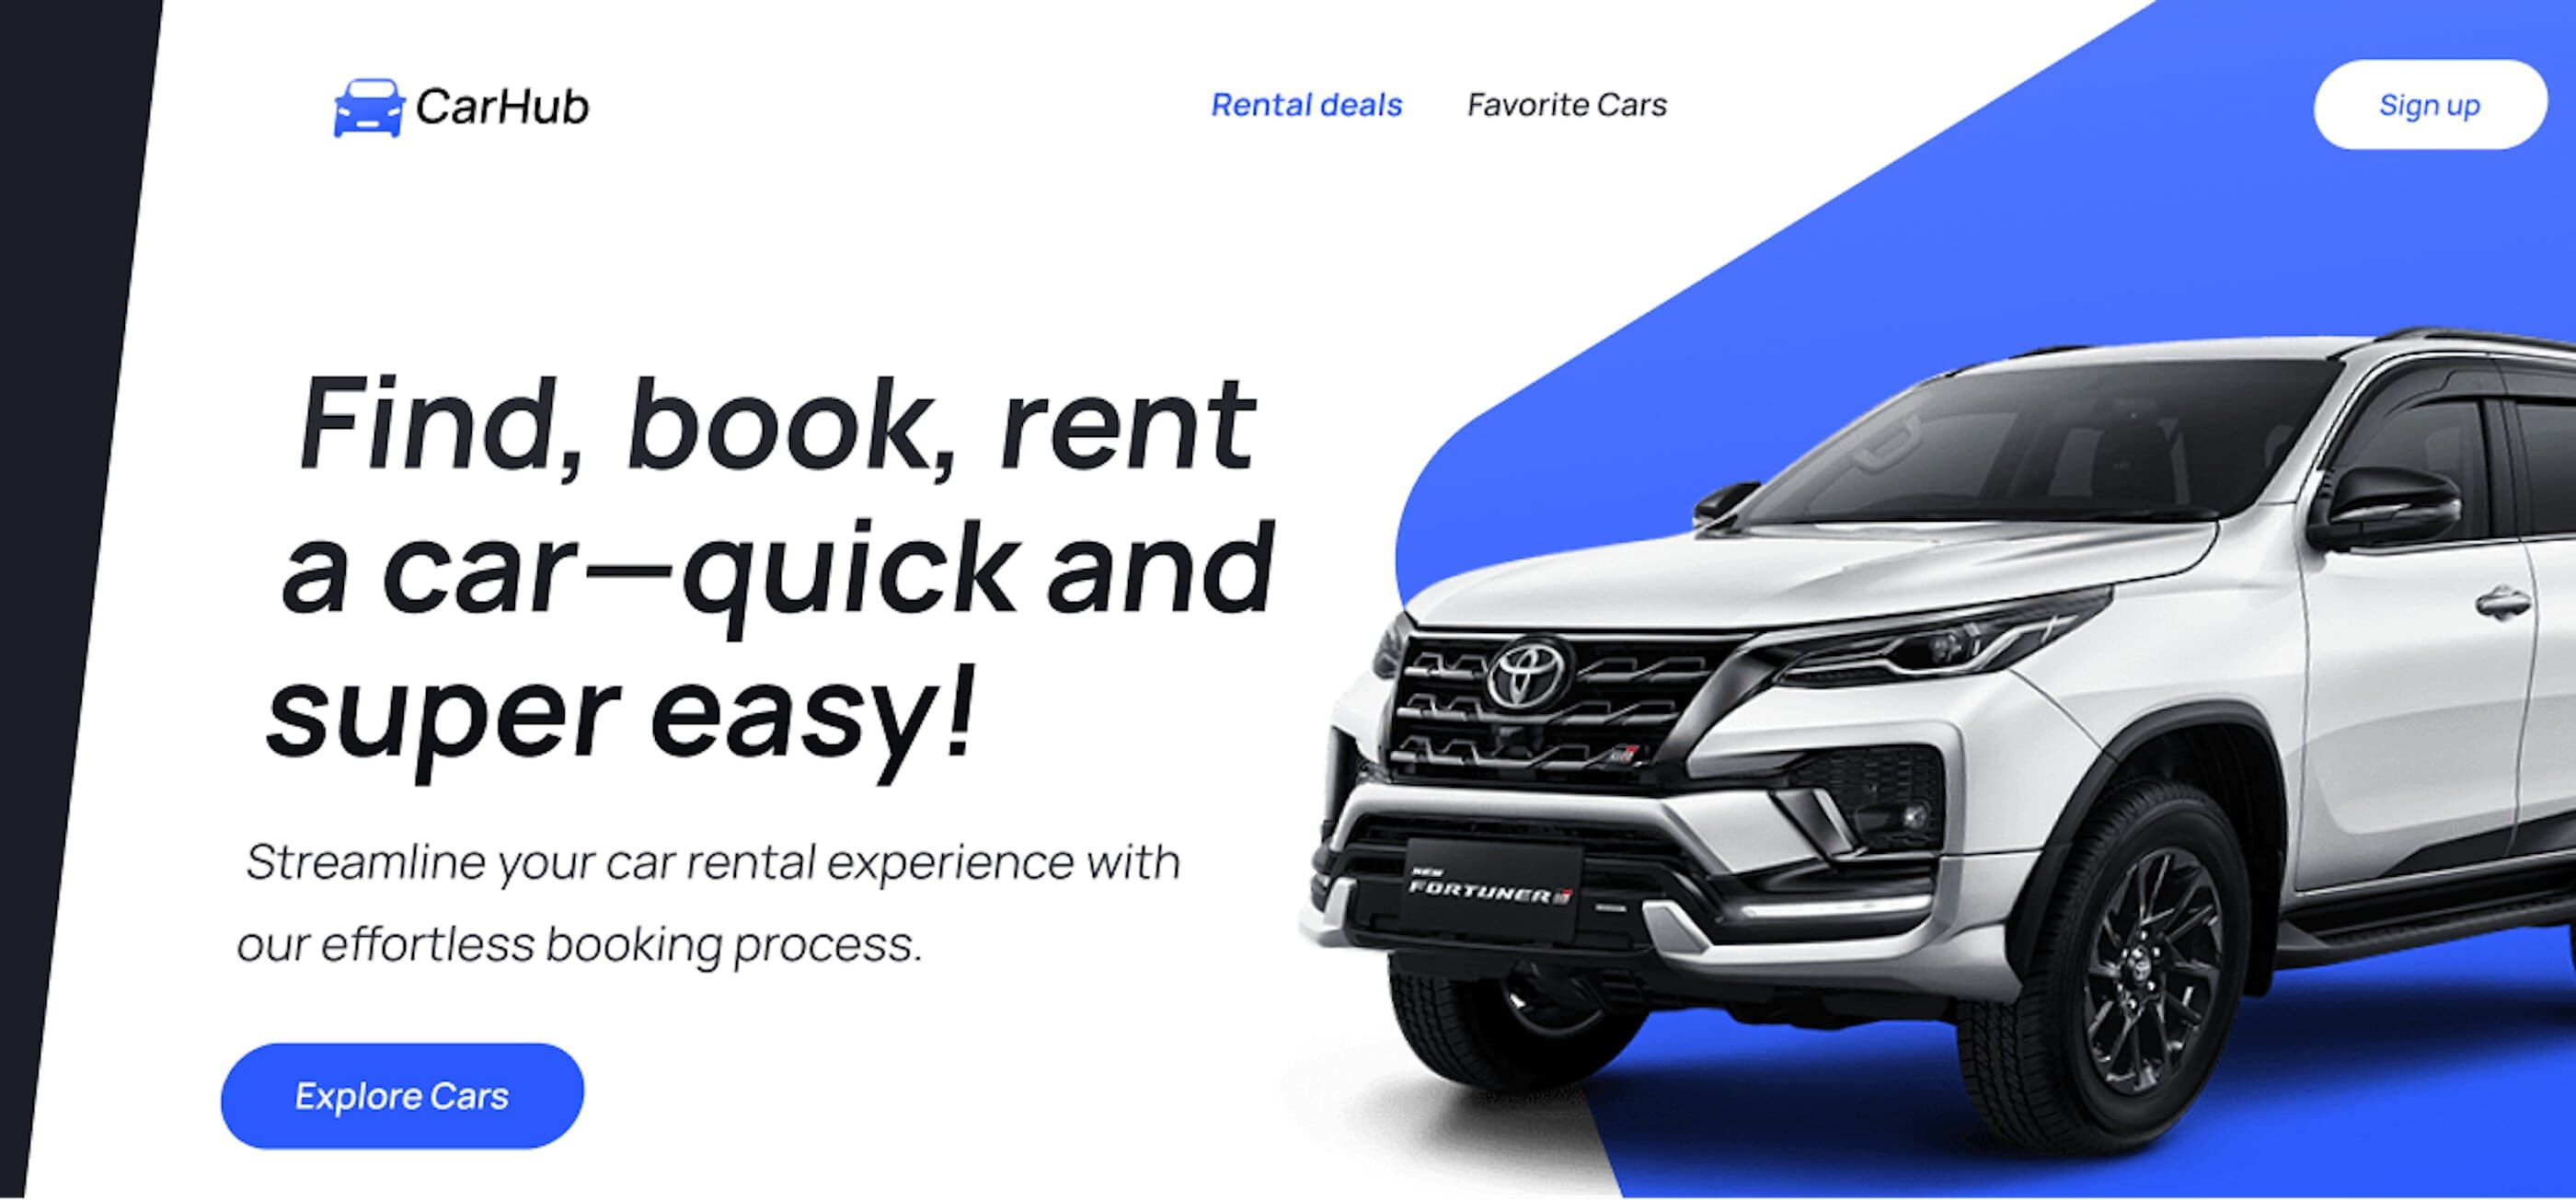 CarHub
Rental deals
Favorite Cars
Sign up
Find, book, rent
a car—quick and
super easy!
Streamline your car rental experience with
our effortless booking process.
Explore Cars
NEW
FORTUNER